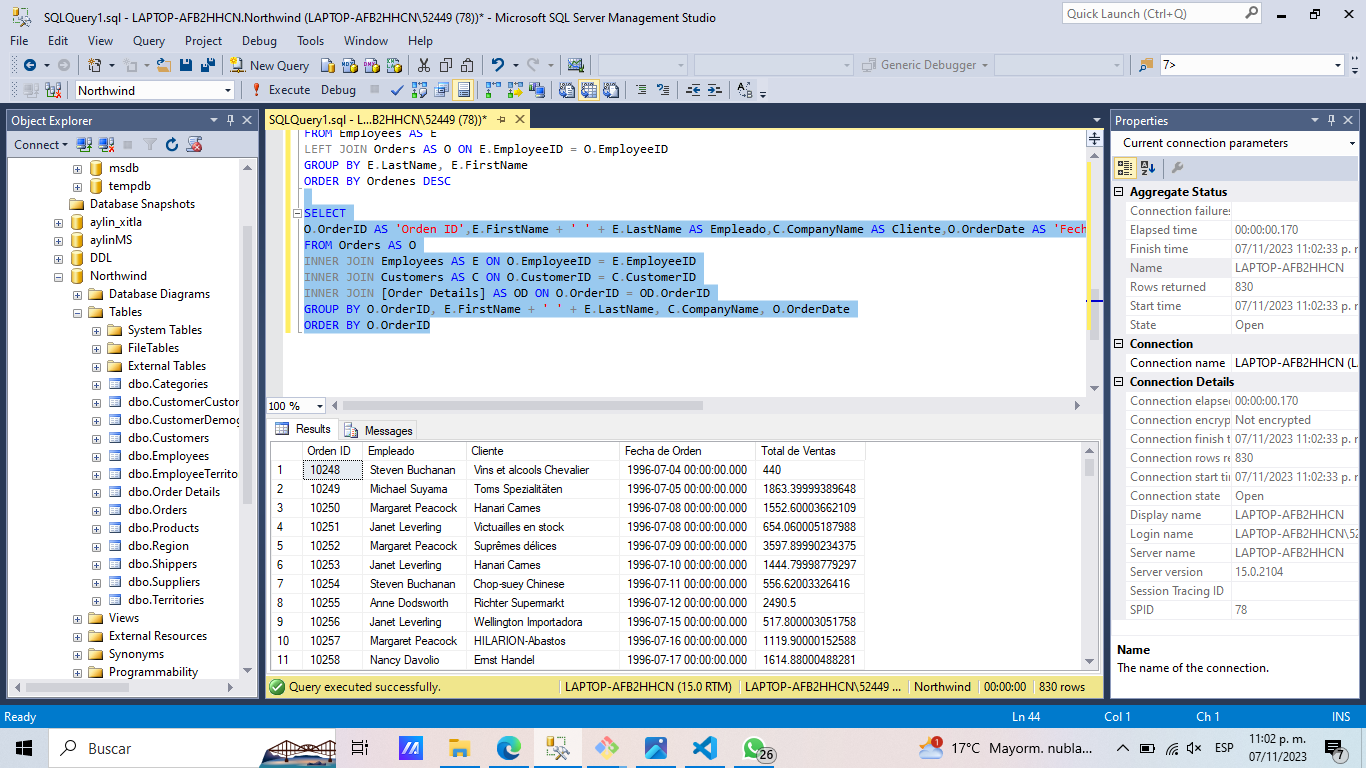 SQLQuery1.sql - LAPTOP-AFB2HHCN.Northwind (LAPTOP-AFB2HHCN\52449 (78))* - Microsoft SQL Server Management Studio
Quick Launch (Ctrl+Q)
File Edit View Query Project Debug Tools Window Help
New Query
Generic Debugger
7>
Northwind
Execute Debug
Object Explorer
Connect
msdb
tempdb
Database Snapshots
aylin_xitla
aylinMS
DDL
Northwind
Database Diagrams
Tables
System Tables
FileTables
External Tables
dbo.Categories
dbo.CustomerCustor
dbo.CustomerDemog
dbo.Customers
dbo.Employees
dbo.EmployeeTerrito
dbo.Order Details
dbo.Orders
dbo.Products
dbo.Region
dbo.Shippers
dbo.Suppliers
dbo.Territories
Views
External Resources
Synonyms
Programmability
SQLQuery1.sql - L...B2HHCN\52449 (78))*
FROM Employees AS E
LEFT JOIN Orders AS O ON E.EmployeeID = O.EmployeeID
GROUP BY E.LastName, E.FirstName
ORDER BY Ordenes DESC
SELECT
O.OrderID AS 'Orden ID',E.FirstName + ' ' + E.LastName AS Empleado,C.CompanyName AS Cliente,O.OrderDate AS 'Fech
FROM Orders AS O
INNER JOIN Employees AS E ON O.EmployeeID = E.EmployeeID
INNER JOIN Customers AS C ON O.CustomerID = C.CustomerID
INNER JOIN [Order Details] AS OD ON O.OrderID = OD.OrderID
GROUP BY O.OrderID, E.FirstName + ' ' + E.LastName, C.CompanyName, O.OrderDate
ORDER BY O.OrderID
100 %
Results Messages
Orden ID Empleado Cliente Fecha de Orden Total de Ventas
1 10248 Steven Buchanan Vins et alcools Chevalier 1996-07-04 00:00:00.000 440
2 10249 Michael Suyama Toms Spezialitäten 1996-07-05 00:00:00.000 1863.39999389648
3 10250 Margaret Peacock Hanari Carnes 1996-07-08 00:00:00.000 1552.60003662109
4 10251 Janet Leverling Victuailles en stock 1996-07-08 00:00:00.000 654.060005187988
5 10252 Margaret Peacock Suprêmes délices 1996-07-09 00:00:00.000 3597.89990234375
6 10253 Janet Leverling Hanari Carnes 1996-07-10 00:00:00.000 1444.79998779297
7 10254 Steven Buchanan Chop-suey Chinese 1996-07-11 00:00:00.000 556.62003326416
8 10255 Anne Dodsworth Richter Supermarkt 1996-07-12 00:00:00.000 2490.5
9 10256 Janet Leverling Wellington Importadora 1996-07-15 00:00:00.000 517.800003051758
10 10257 Margaret Peacock HILARION-Abastos 1996-07-16 00:00:00.000 1119.90000152588
11 10258 Nancy Davolio Ernst Handel 1996-07-17 00:00:00.000 1614.88000488281
Query executed successfully. LAPTOP-AFB2HHCN (15.0 RTM) LAPTOP-AFB2HHCN\52449 ... Northwind 00:00:00 830 rows
Properties
Current connection parameters
Aggregate Status
Connection failures
Elapsed time 00:00:00.170
Finish time 07/11/2023 11:02:33 p. r
Name LAPTOP-AFB2HHCN
Rows returned 830
Start time 07/11/2023 11:02:33 p. r
State Open
Connection
Connection name LAPTOP-AFB2HHCN (L
Connection Details
Connection elapse 00:00:00.170
Connection encryp Not encrypted
Connection finish t 07/11/2023 11:02:33 p. r
Connection rows re 830
Connection start tin 07/11/2023 11:02:33 p. r
Connection state Open
Display name LAPTOP-AFB2HHCN
Login name LAPTOP-AFB2HHCN\52
Server name LAPTOP-AFB2HHCN
Server version 15.0.2104
Session Tracing ID
SPID 78
Name
The name of the connection.
Ready Ln 44 Col 1 Ch 1 INS
Buscar
26
17°C Mayorm. nubla...
ESP
11:02 p. m.
07/11/2023
7